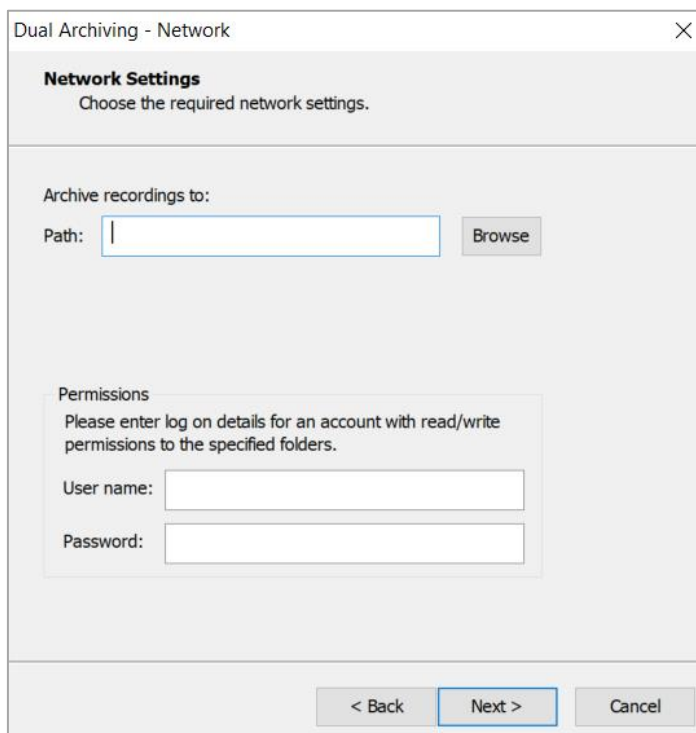 Dual Archiving - Network
Network Settings
Choose the required network settings.
Archive recordings to:
Path:
Browse
Permissions
Please enter log on details for an account with read/write
permissions to the specified folders.
User name:
Password:
< Back Next > Cancel